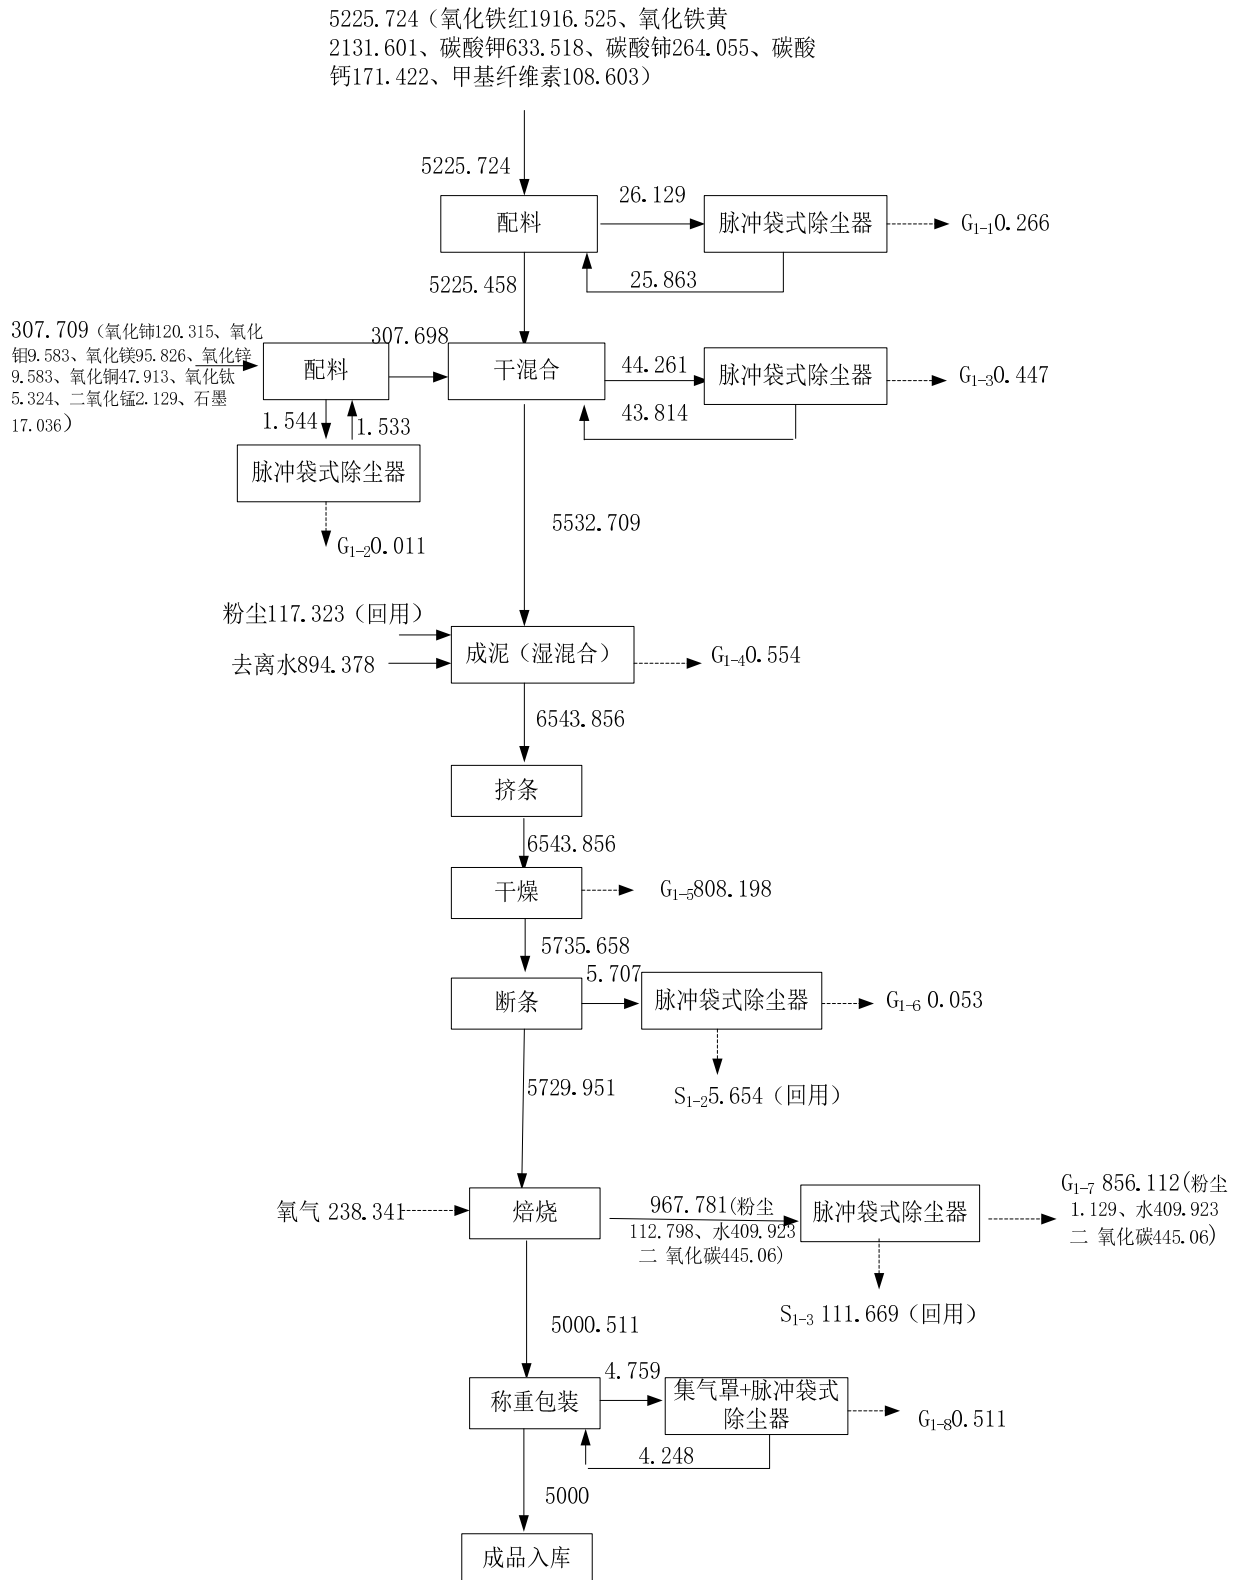 5225.724（氧化铁红1916.525、氧化铁黄
2131.601、碳酸钾633.518、碳酸铈264.055、碳酸
钙171.422、甲基纤维素108.603）
5225.724
配料
26.129
脉冲袋式除尘器
G1-10.266
25.863
5225.458
307.709（氧化铈120.315、氧化
钼9.583、氧化镁95.826、氧化锌
9.583、氧化铜47.913、氧化钛
5.324、二氧化锰2.129、石墨
17.036）
配料
307.698
干混合
44.261
脉冲袋式除尘器
G1-30.447
43.814
1.544
1.533
脉冲袋式除尘器
G1-20.011
5532.709
粉尘117.323（回用）
去离水894.378
成泥（湿混合）
G1-40.554
6543.856
挤条
6543.856
干燥
G1-5808.198
5735.658
断条
5.707
脉冲袋式除尘器
G1-6 0.053
S1-25.654（回用）
5729.951
氧气 238.341
焙烧
967.781(粉尘
112.798、水409.923
二 氧化碳445.06)
脉冲袋式除尘器
G1-7 856.112(粉尘
1.129、水409.923
二 氧化碳445.06)
S1-3 111.669（回用）
5000.511
称重包装
4.759
集气罩+脉冲袋式
除尘器
G1-80.511
4.248
5000
成品入库